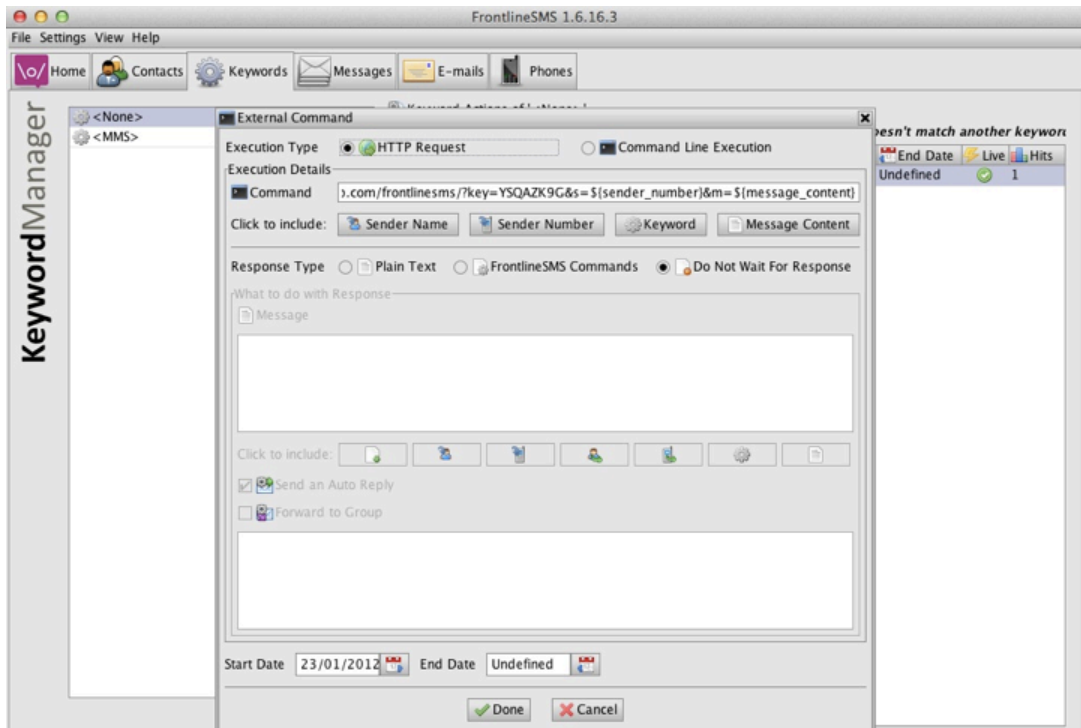 FrontlineSMS 1.6.16.3
File Settings View Help
\o/ Home Contacts Keywords Messages E-mails Phones
KeywordManager
<None>
<MMS>
External Command
esn't match another keyword
Execution Type HTTP Request Command Line Execution
End Date Live Hits
Undefined 1
Execution Details
Command .com/frontlinesms/?key=YSQAZK9G&s=${sender_number}&m=${message_content}
Click to include: Sender Name Sender Number Keyword Message Content
Response Type Plain Text FrontlineSMS Commands Do Not Wait For Response
What to do with Response
Message
Click to include:
Send an Auto Reply
Forward to Group
Start Date 23/01/2012 End Date Undefined
Done Cancel